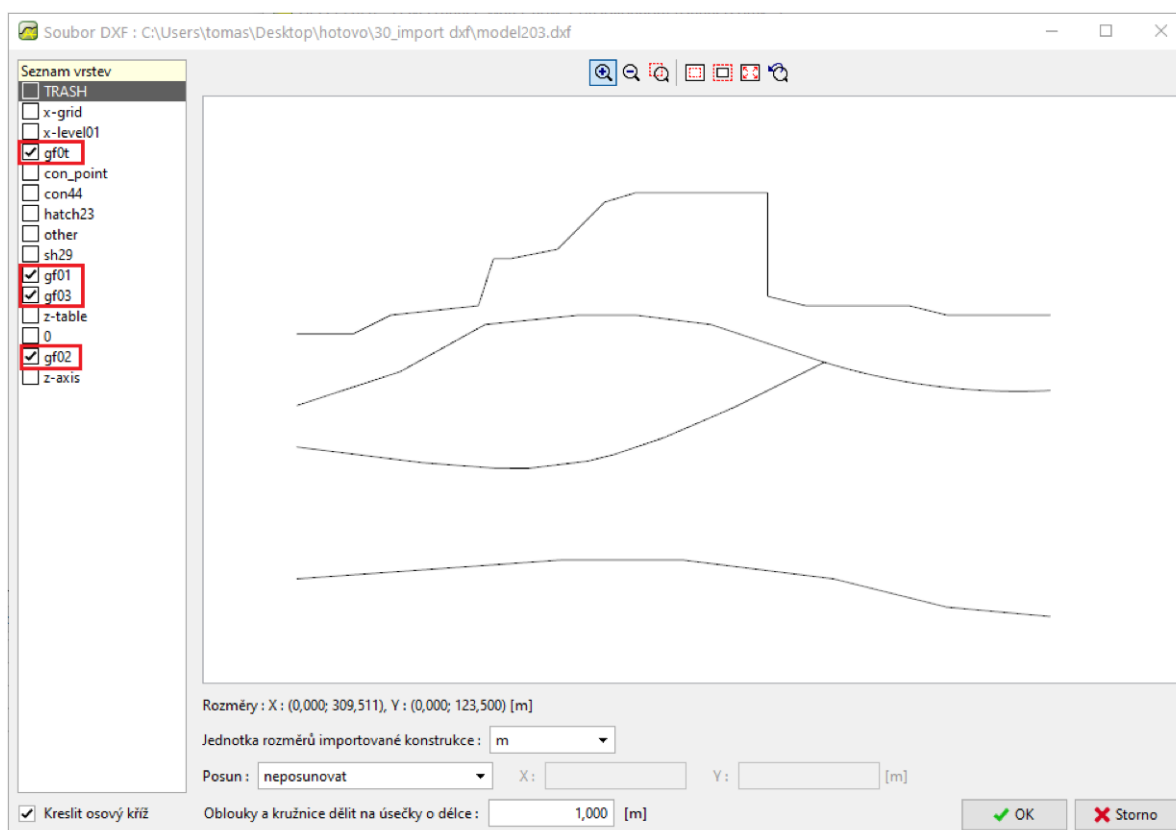 Soubor DXF : C:\Users\tomas\Desktop\hotovo\30_import dxf\model203.dxf
Seznam vrstev
TRASH
x-grid
x-level01
gf0t
con_point
con44
hatch23
other
sh29
gf01
gf03
z-table
0
gf02
z-axis
Rozměry : X : (0,000; 309,511), Y : (0,000; 123,500) [m]
Jednotka rozměrů importované konstrukce : m
Posun : neposunovat X : Y : [m]
Kreslit osový kříž Oblouky a kružnice dělit na úsečky o délce : 1,000 [m] OK Storno